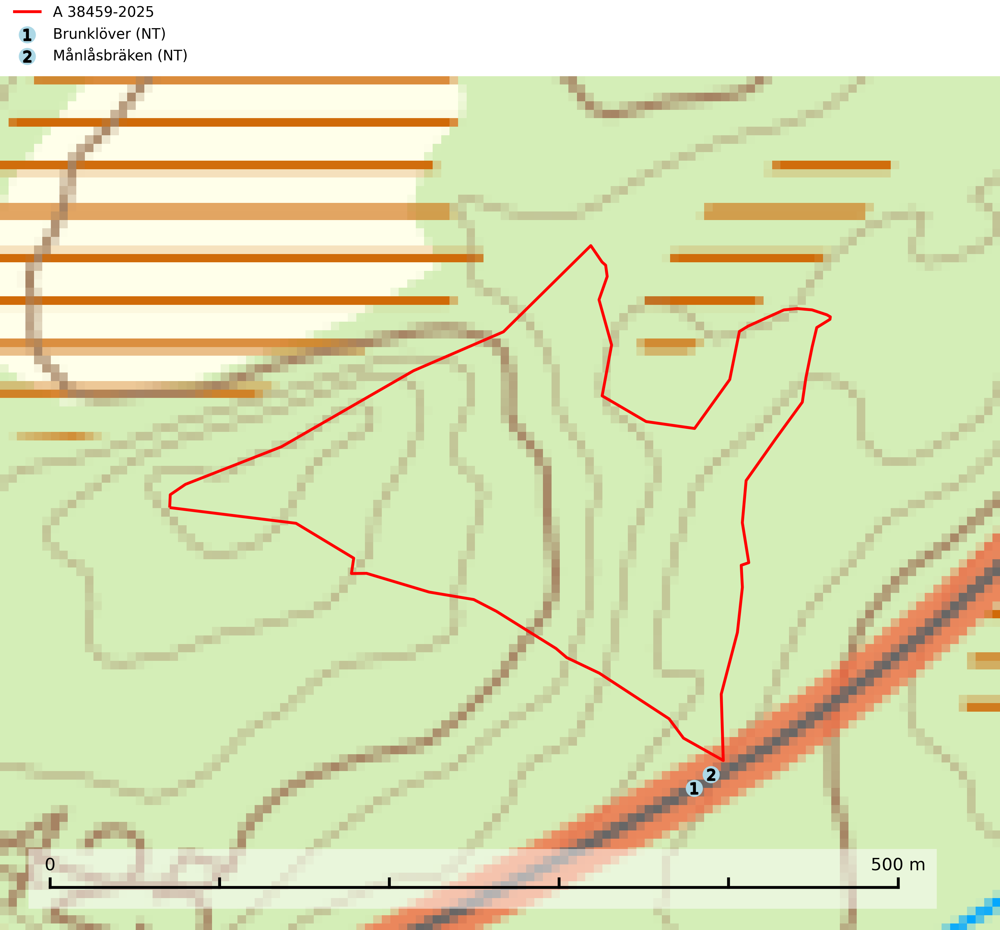 A 38459-2025
1 Brunklöver (NT)
2 Månlåsbräken (NT)
2
1
0 500 m